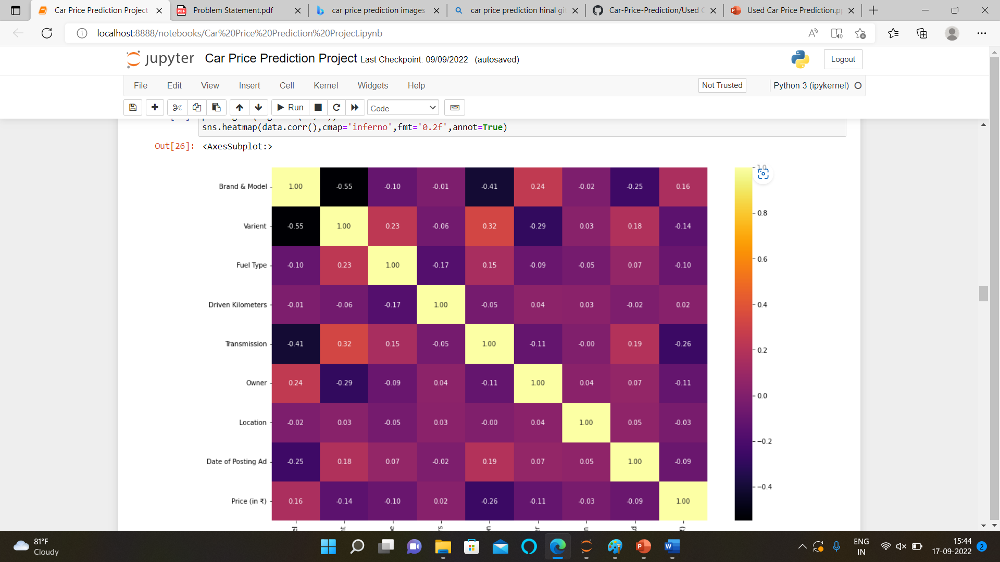 Car Price Prediction Project
Problem Statement.pdf
car price prediction images
car price prediction hinal gi
Car-Price-Prediction/Used
Used Car Price Prediction.p
localhost:8888/notebooks/Car%20Price%20Prediction%20Project.ipynb
jupyter Car Price Prediction Project Last Checkpoint: 09/09/2022 (autosaved)
Logout
File Edit View Insert Cell Kernel Widgets Help
Not Trusted
Python 3 (ipykernel)
Run
Code
sns.heatmap(data.corr(),cmap='inferno',fmt='0.2f',annot=True)
Out[26]: <AxesSubplot:>
Brand & Model 1.00 -0.55 -0.10 -0.01 -0.41 0.24 -0.02 -0.25 0.16
Varient -0.55 1.00 0.23 -0.06 0.32 -0.29 0.03 0.18 -0.14
Fuel Type -0.10 0.23 1.00 -0.17 0.15 -0.09 -0.05 0.07 -0.10
Driven Kilometers -0.01 -0.06 -0.17 1.00 -0.05 0.04 0.03 -0.02 0.02
Transmission -0.41 0.32 0.15 -0.05 1.00 -0.11 -0.00 0.19 -0.26
Owner 0.24 -0.29 -0.09 0.04 -0.11 1.00 0.04 0.07 -0.11
Location -0.02 0.03 -0.05 0.03 -0.00 0.04 1.00 0.05 -0.03
Date of Posting Ad -0.25 0.18 0.07 -0.02 0.19 0.07 0.05 1.00 -0.09
Price (in ₹) 0.16 -0.14 -0.10 0.02 -0.26 -0.11 -0.03 -0.09 1.00
1.0
0.8
0.6
0.4
0.2
0.0
−0.2
−0.4
81°F
Cloudy
ENG
IN
15:44
17-09-2022
2